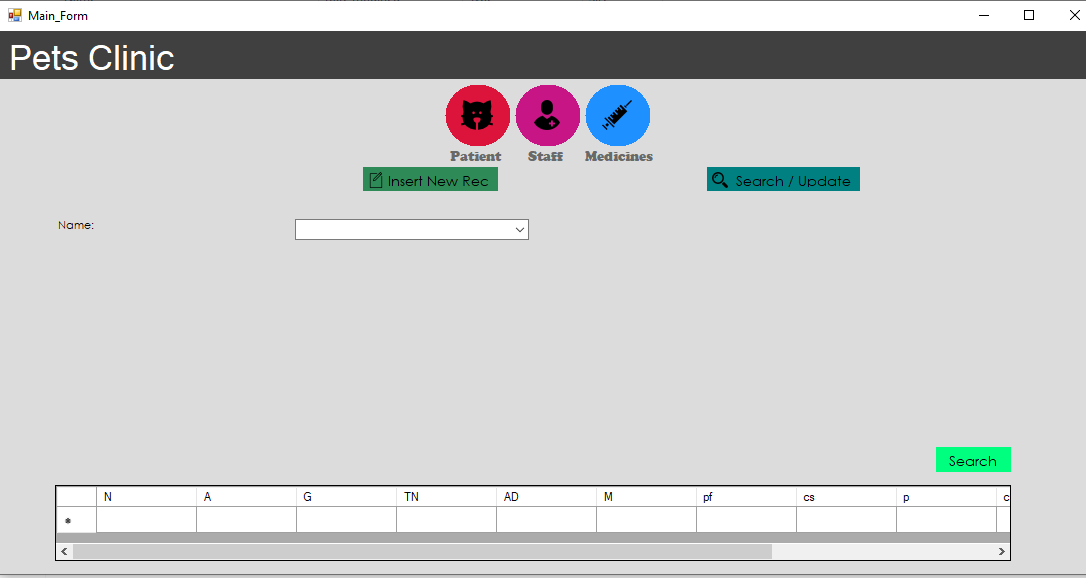 Main_Form
Pets Clinic
Patient Staff Medicines
Insert New Rec Search / Update
Name:
Search
N A G TN AD M pf cs p